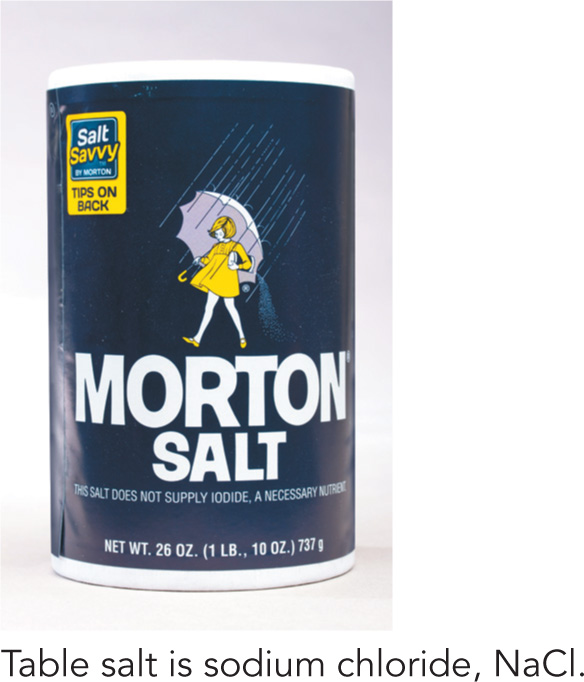 Salt
Savvy™
BY MORTON
TIPS ON
BACK
MORTON®
SALT
THIS SALT DOES NOT SUPPLY IODIDE, A NECESSARY NUTRIENT.
NET WT. 26 OZ. (1 LB., 10 OZ.) 737 g
Table salt is sodium chloride, NaCl.